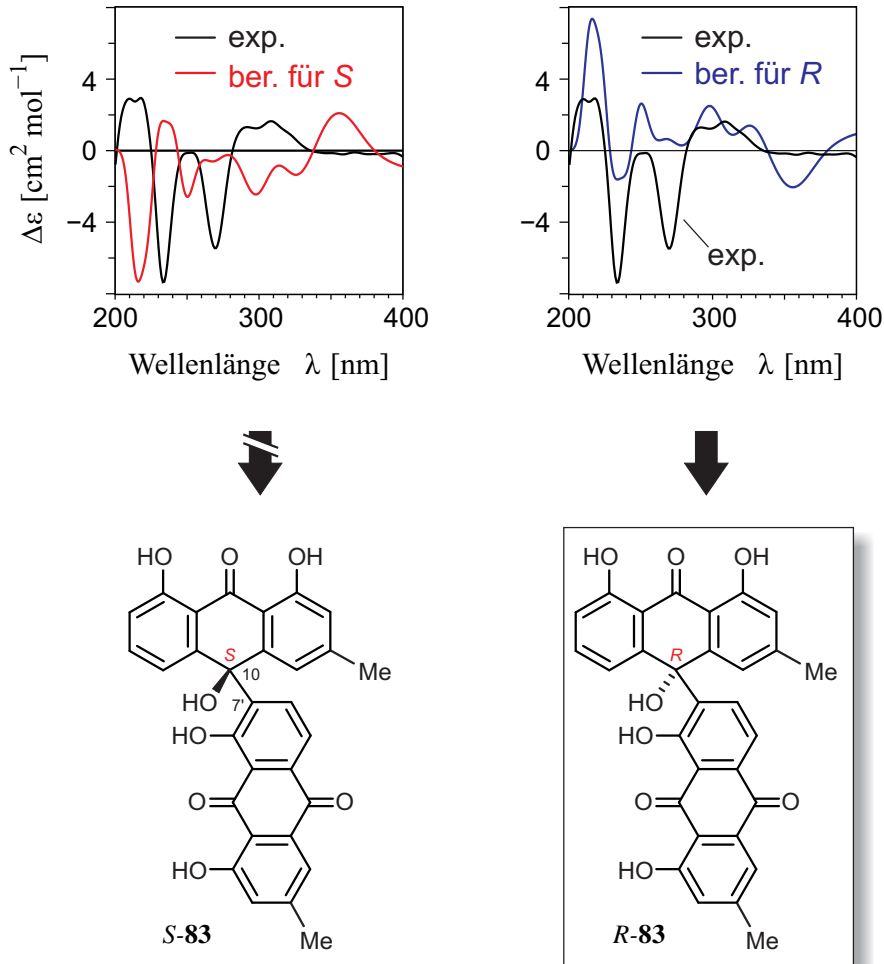 exp.
ber. für S
4
0
−4
Δε [cm² mol⁻¹]
200
300
400
Wellenlänge λ [nm]
exp.
ber. für R
4
0
−4
exp.
200
300
400
Wellenlänge λ [nm]
HO
O
OH
S
10
Me
HO
7'
HO
O
O
HO
Me
S-83
HO
O
OH
R
Me
HO
HO
O
O
HO
Me
R-83